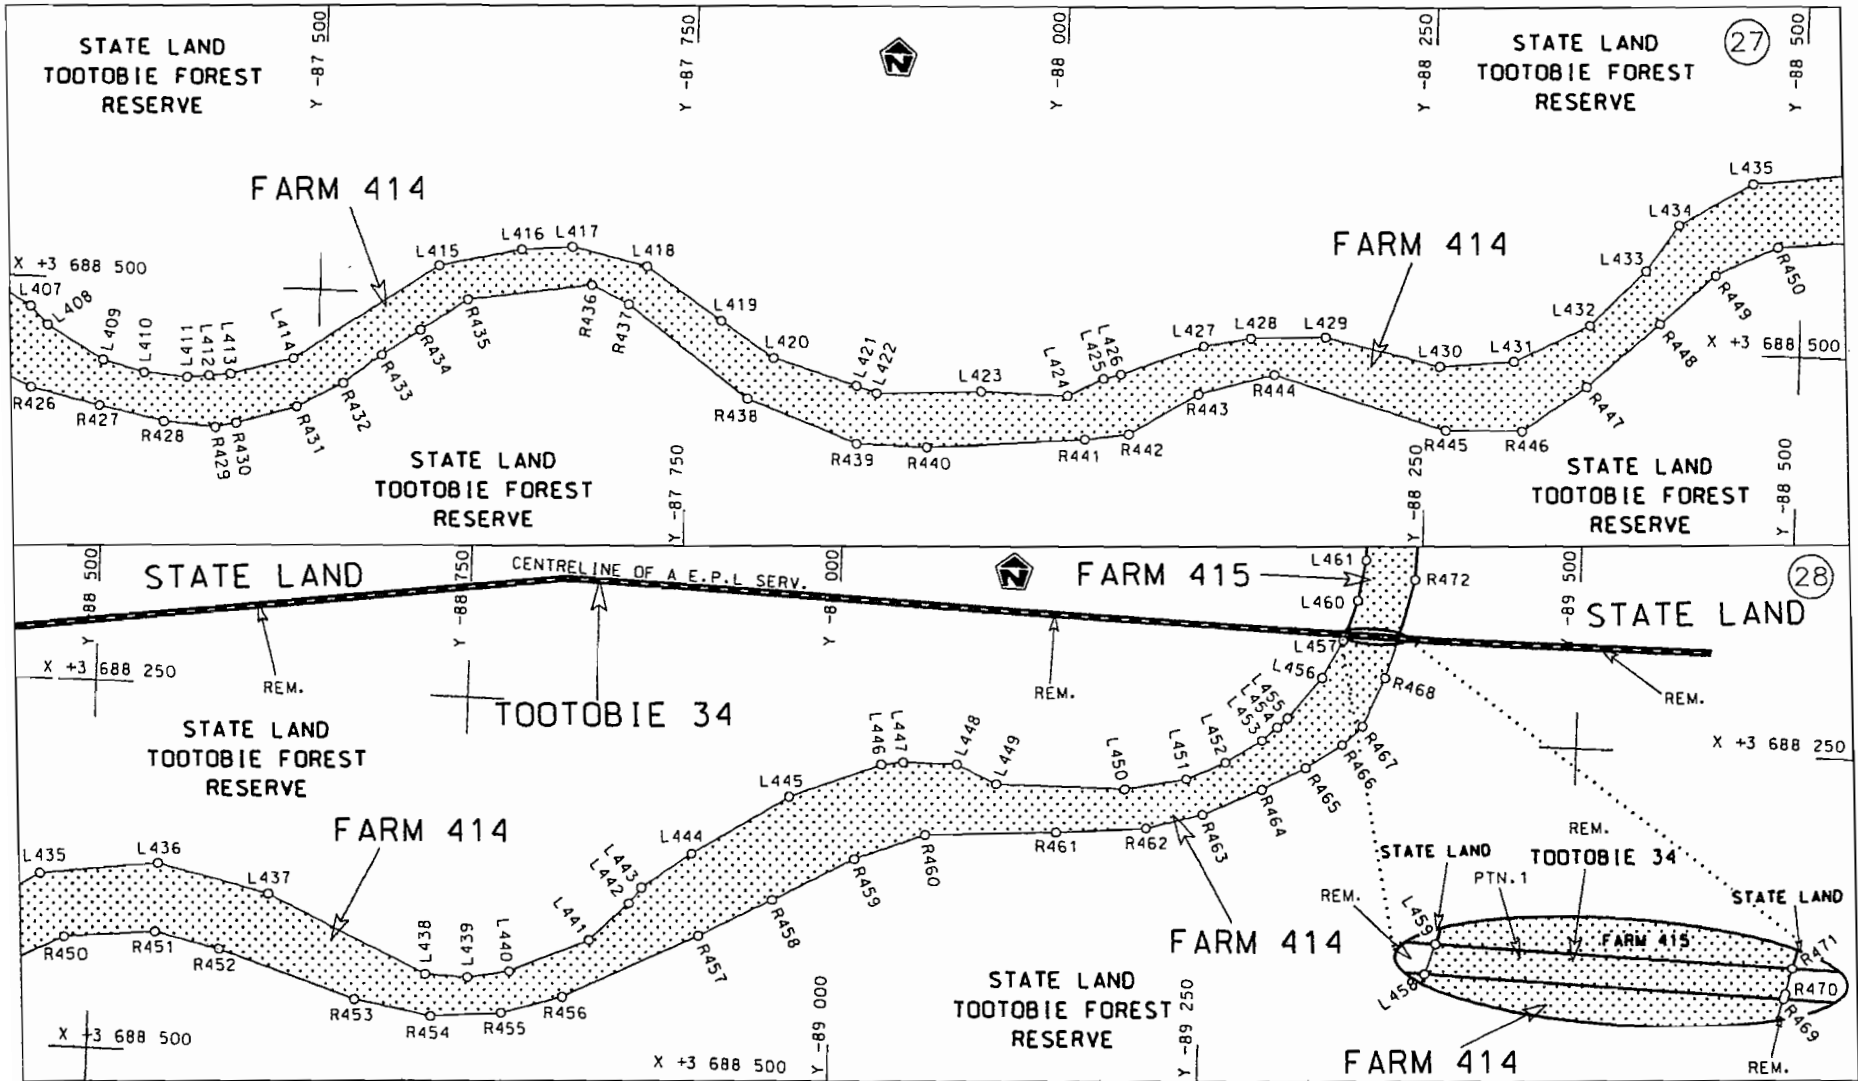 Y -87 500
Y -87 750
Y -88 000
Y -88 250
Y -88 500
27
STATE LAND
TOOTOBIE FOREST
RESERVE
N
STATE LAND
TOOTOBIE FOREST
RESERVE
FARM 414
FARM 414
X +3 688 500
L407
L408
L409
L410
L411
L412
L413
L414
L415
L416
L417
L418
L419
L420
L421
L422
L423
L424
L425
L426
L427
L428
L429
L430
L431
L432
L433
L434
L435
X +3 688 500
R426
R427
R428
R429
R430
R431
R432
R433
R434
R435
R436
R437
R438
R439
R440
R441
R442
R443
R444
R445
R446
R447
R448
R449
R450
STATE LAND
TOOTOBIE FOREST
RESERVE
Y -87 750
Y -88 250
STATE LAND
TOOTOBIE FOREST
RESERVE
Y -88 500
Y -88 500
STATE LAND
Y -88 750
CENTRELINE OF A E.P.L SERV.
N
FARM 415
L461
R472
28
L460
-89 500
STATE LAND
L457
X +3 688 250
REM.
TOOTOBIE 34
REM.
L456
R468
REM.
X +3 688 250
STATE LAND
TOOTOBIE FOREST
RESERVE
L435
L436
L437
L438
L439
L440
L441
L442
L443
L444
L445
L446
L447
L448
L449
L450
L451
L452
L453
L454
L455
FARM 414
R450
R451
R452
R453
R454
R455
R456
R457
R458
R459
R460
R461
R462
R463
R464
R465
R466
R467
FARM 414
STATE LAND
REM.
TOOTOBIE 34
PTN.1
REM.
STATE LAND
L459
FARM 415
R471
L458
R470
R469
FARM 414
REM.
STATE LAND
TOOTOBIE FOREST
RESERVE
X +3 688 500
X +3 688 500
Y -89 000
Y -89 250